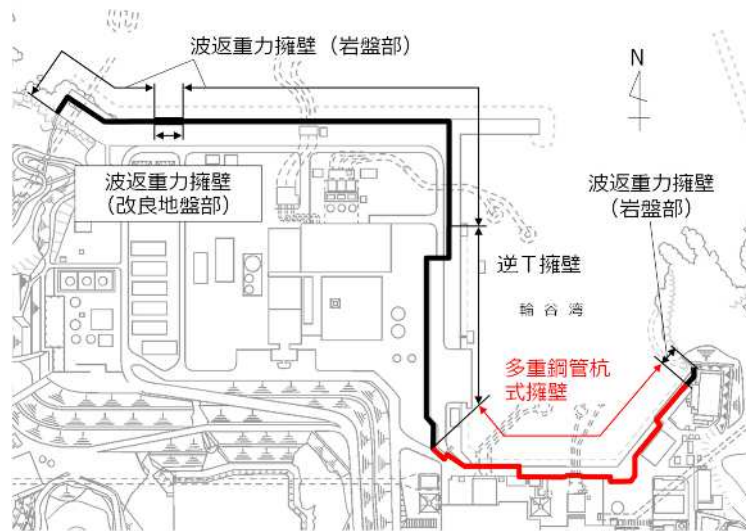 波返重力擁壁（岩盤部）
N
波返重力擁壁
（改良地盤部）
波返重力擁壁
（岩盤部）
逆T擁壁
輪谷湾
多重鋼管杭
式擁壁